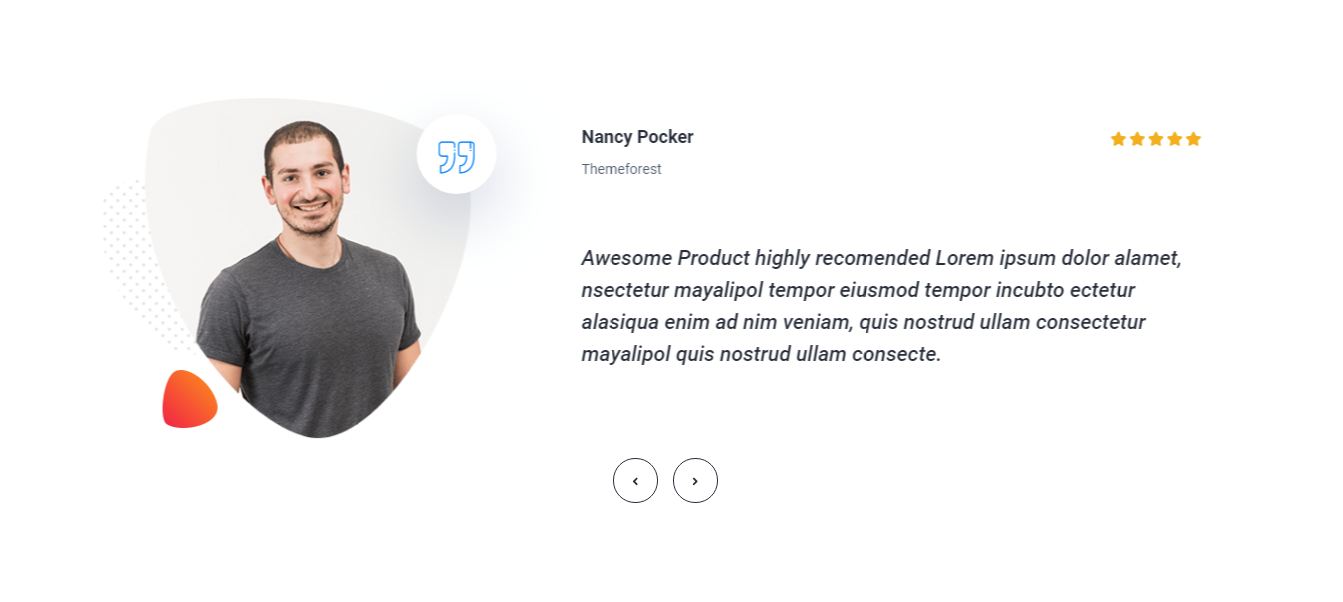 Nancy Pocker
Themeforest
Awesome Product highly recomended Lorem ipsum dolor alamet,
nsectetur mayalipol tempor eiusmod tempor incubto ectetur
alasiqua enim ad nim veniam, quis nostrud ullam consectetur
mayalipol quis nostrud ullam consecte.